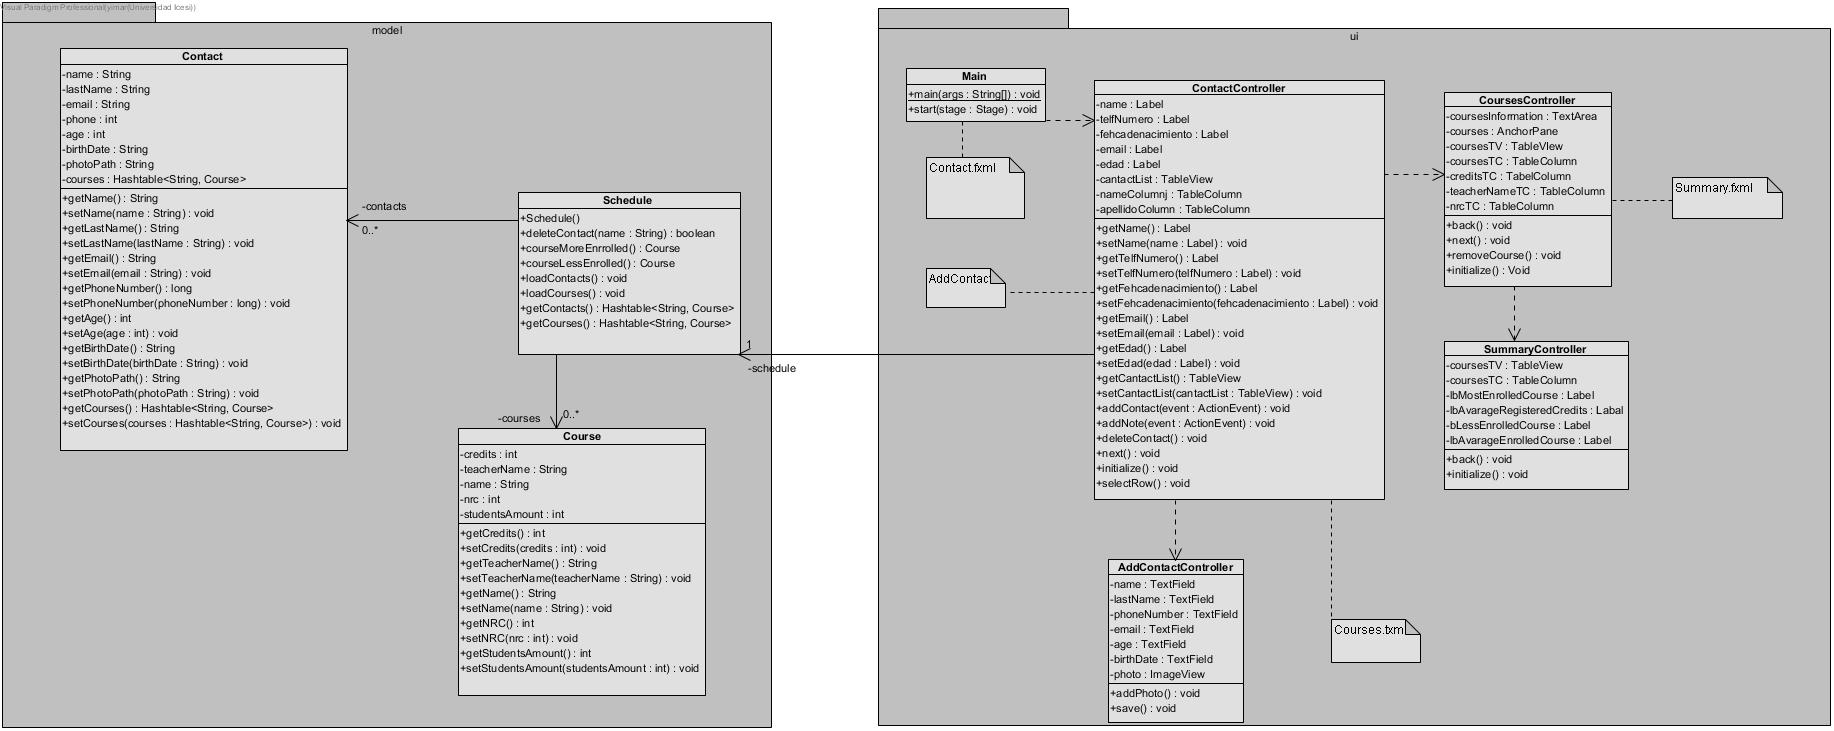 Visual Paradigm Professional(yimar(Universidad Icesi))
model
Contact
-name : String
-lastName : String
-email : String
-phone : int
-age : int
-birthDate : String
-photoPath : String
-courses : Hashtable<String, Course>
+getName() : String
+setName(name : String) : void
+getLastName() : String
+setLastName(lastName : String) : void
+getEmail() : String
+setEmail(email : String) : void
+getPhoneNumber() : long
+setPhoneNumber(phoneNumber : long) : void
+getAge() : int
+setAge(age : int) : void
+getBirthDate() : String
+setBirthDate(birthDate : String) : void
+getPhotoPath() : String
+setPhotoPath(photoPath : String) : void
+getCourses() : Hashtable<String, Course>
+setCourses(courses : Hashtable<String, Course>) : void
-contacts
0..*
Schedule
+Schedule()
+deleteContact(name : String) : boolean
+courseMoreEnrrolled() : Course
+courseLessEnrolled() : Course
+loadContacts() : void
+loadCourses() : void
+getContacts() : Hashtable<String, Course>
+getCourses() : Hashtable<String, Course>
1
-schedule
-courses
0..*
Course
-credits : int
-teacherName : String
-name : String
-nrc : int
-studentsAmount : int
+getCredits() : int
+setCredits(credits : int) : void
+getTeacherName() : String
+setTeacherName(teacherName : String) : void
+getName() : String
+setName(name : String) : void
+getNRC() : int
+setNRC(nrc : int) : void
+getStudentsAmount() : int
+setStudentsAmount(studentsAmount : int) : void
ui
Main
+main(args : String[]) : void
+start(stage : Stage) : void
Contact.fxml
AddContact
ContactController
-name : Label
-telfNumero : Label
-fehcadenacimiento : Label
-email : Label
-edad : Label
-cantactList : TableView
-nameColumnj : TableColumn
-apellidoColumn : TableColumn
+getName() : Label
+setName(name : Label) : void
+getTelfNumero() : Label
+setTelfNumero(telfNumero : Label) : void
+getFehcadenacimiento() : Label
+setFehcadenacimiento(fehcadenacimiento : Label) : void
+getEmail() : Label
+setEmail(email : Label) : void
+getEdad() : Label
+setEdad(edad : Label) : void
+getCantactList() : TableView
+setCantactList(cantactList : TableView) : void
+addContact(event : ActionEvent) : void
+addNote(event : ActionEvent) : void
+deleteContact() : void
+next() : void
+initialize() : void
+selectRow() : void
CoursesController
-coursesInformation : TextArea
-courses : AnchorPane
-coursesTV : TableVIew
-coursesTC : TableColumn
-creditsTC : TabelColumn
-teacherNameTC : TableColumn
-nrcTC : TableColumn
+back() : void
+next() : void
+removeCourse() : void
+initialize() : Void
Summary.fxml
SummaryController
-coursesTV : TableView
-coursesTC : TableColumn
-lbMostEnrolledCourse : Label
-lbAvarageRegisteredCredits : Labal
-bLessEnrolledCourse : Label
-lbAvarageEnrolledCourse : Label
+back() : void
+initialize() : void
AddContactController
-name : TextField
-lastName : TextField
-phoneNumber : TextField
-email : TextField
-age : TextField
-birthDate : TextField
-photo : ImageView
+addPhoto() : void
+save() : void
Courses.fxm